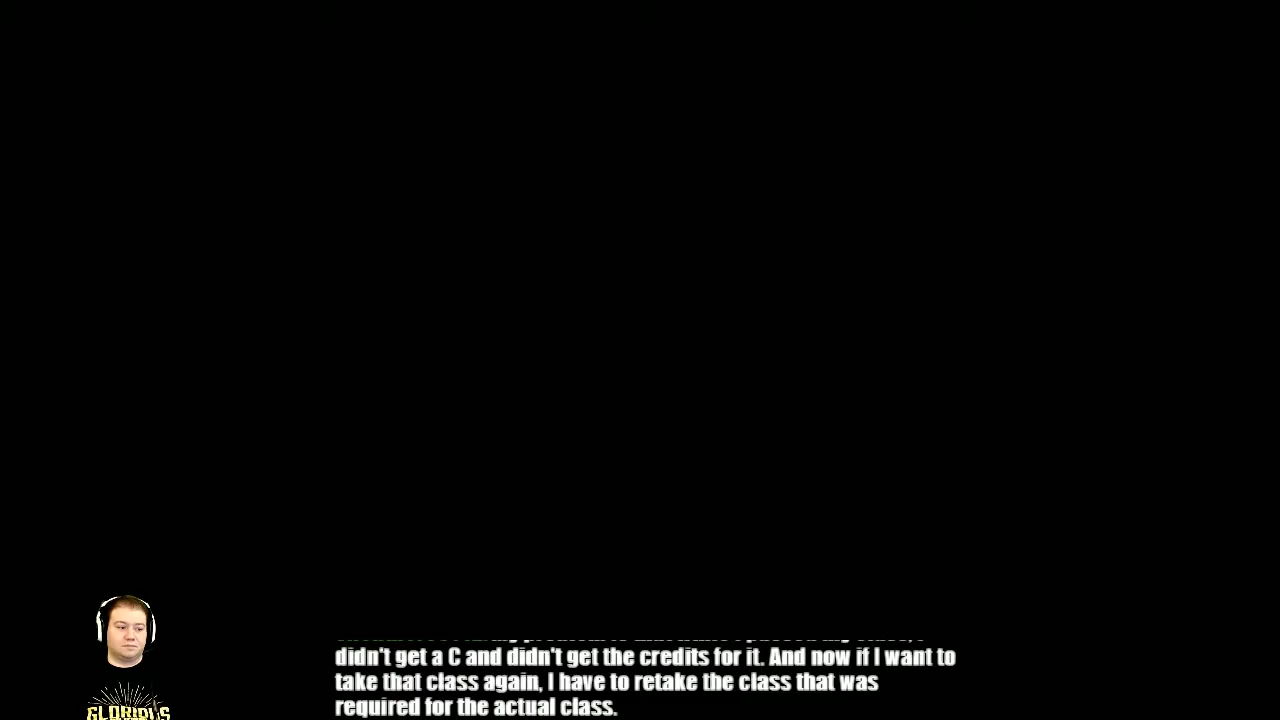 didn't get a C and didn't get the credits for it. And now if I want to
take that class again, I have to retake the class that was
required for the actual class.
GLORIOUS